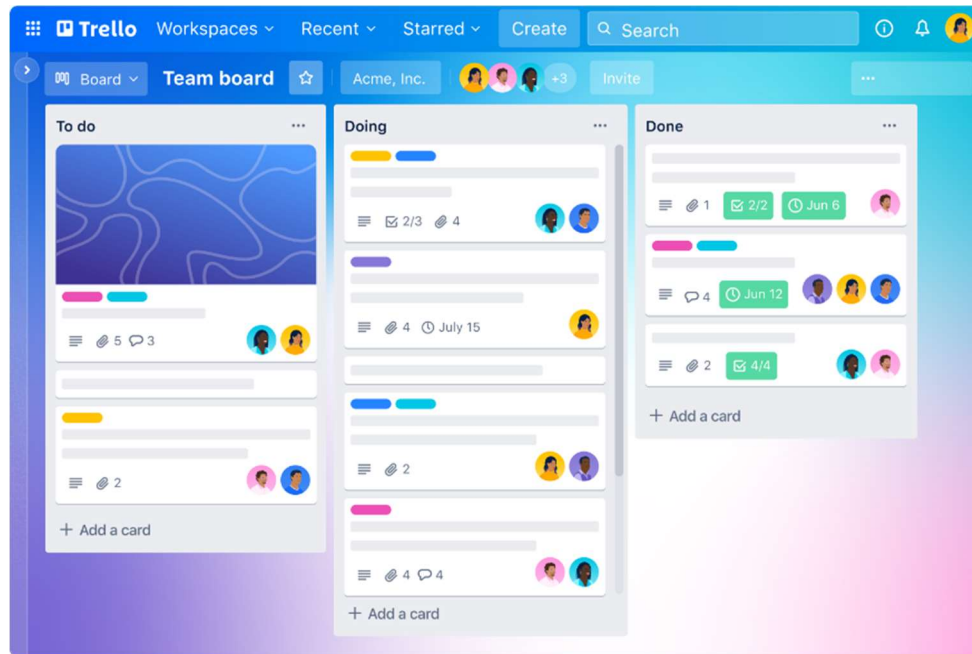 Trello Workspaces Recent Starred Create Search
Board Team board Acme, Inc. +3 Invite
To do
5 3
2
+ Add a card
Doing
2/3 4
4 July 15
2
4 4
+ Add a card
Done
1 2/2 Jun 6
4 Jun 12
2 4/4
+ Add a card